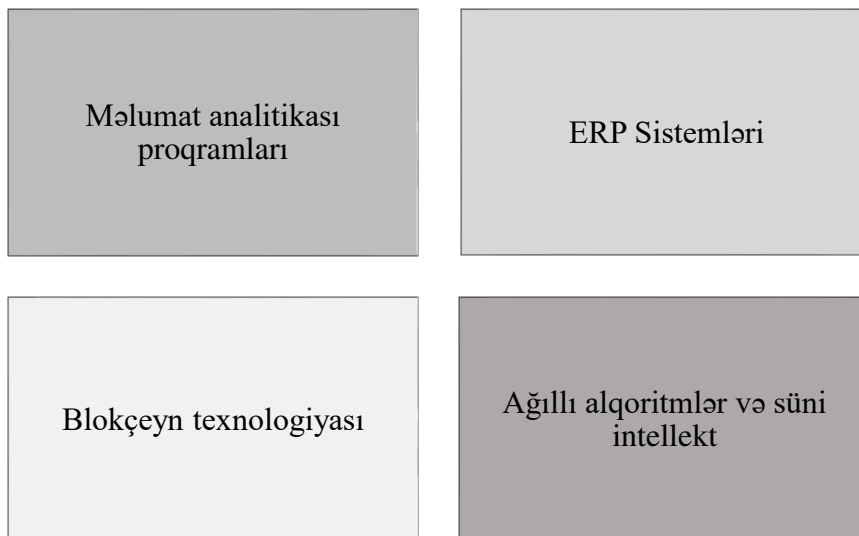 Məlumat analitikası
proqramları
ERP Sistemləri
Blokçeyn texnologiyası
Ağıllı alqoritmlər və süni
intellekt